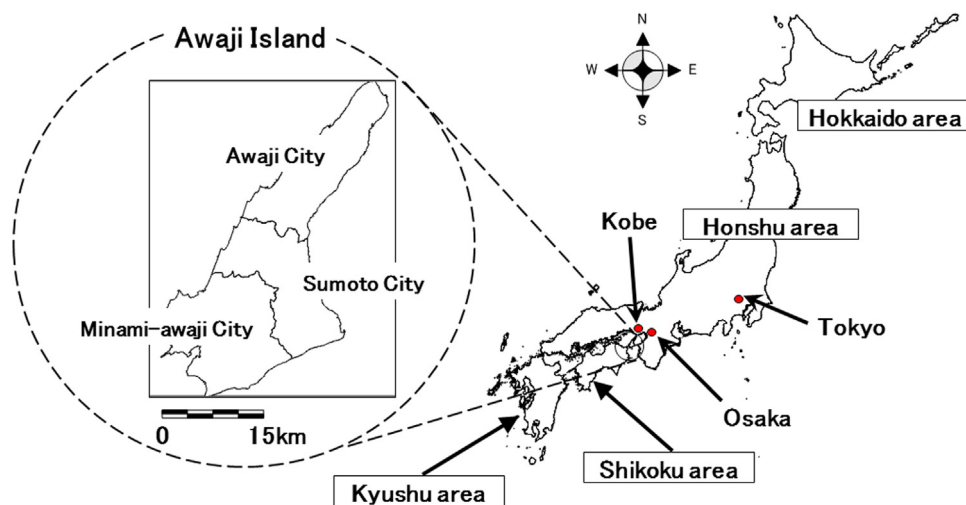 Awaji Island
Awaji City
Sumoto City
Minami-awaji City
0 15km
N
W E
S
Hokkaido area
Honshu area
Kobe
Tokyo
Osaka
Shikoku area
Kyushu area